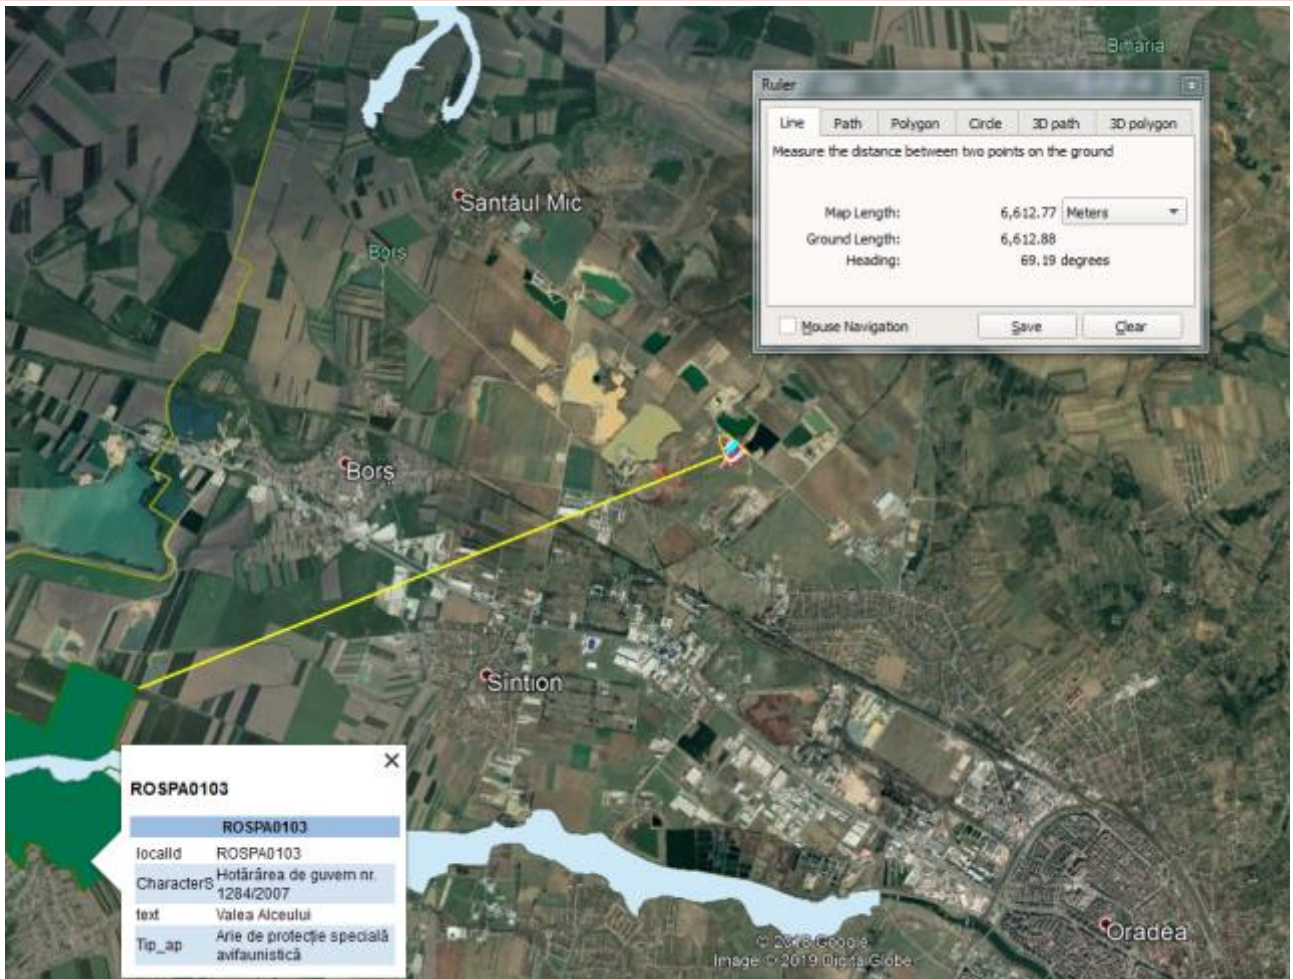 Binaria
Ruler
Line Path Polygon Circle 3D path 3D polygon
Measure the distance between two points on the ground
Map Length: 6,612.77 Meters
Ground Length: 6,612.88
Heading: 69.19 degrees
Mouse Navigation Save Clear
Santăul Mic
Borș
Borș
Sintion
ROSPA0103
ROSPA0103
localId ROSPA0103
CharacterS Hotărârea de guvern nr.
1284/2007
text Valea Alceului
Tip_ap Arie de protecție specială
avifaunistică
Oradea
© 2018 Google
Image © 2019 DigitalGlobe